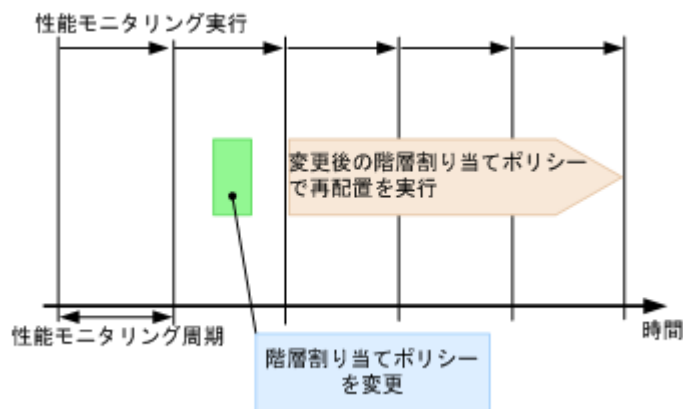 性能モニタリング実行
変更後の階層割り当てポリシー
で再配置を実行
性能モニタリング周期
時間
階層割り当てポリシー
を変更